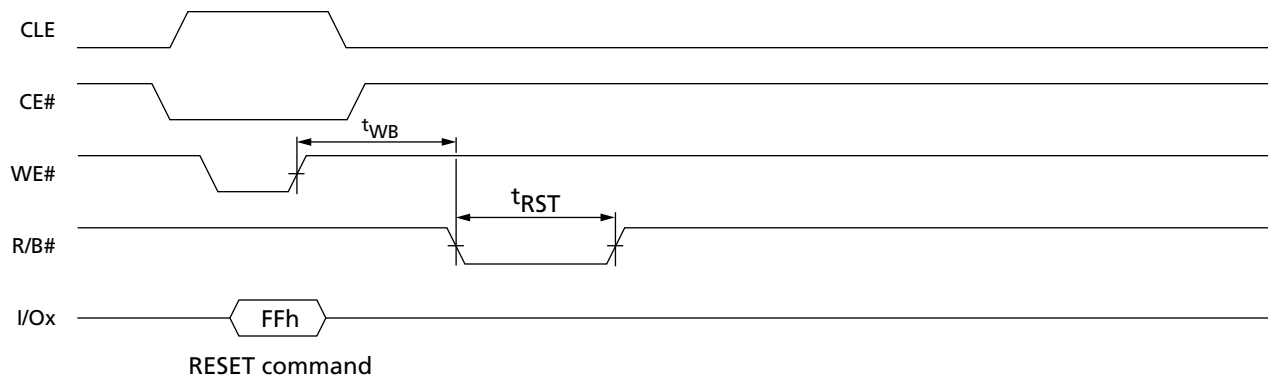 CLE
CE#
tWB
WE#
tRST
R/B#
I/Ox
FFh
RESET command